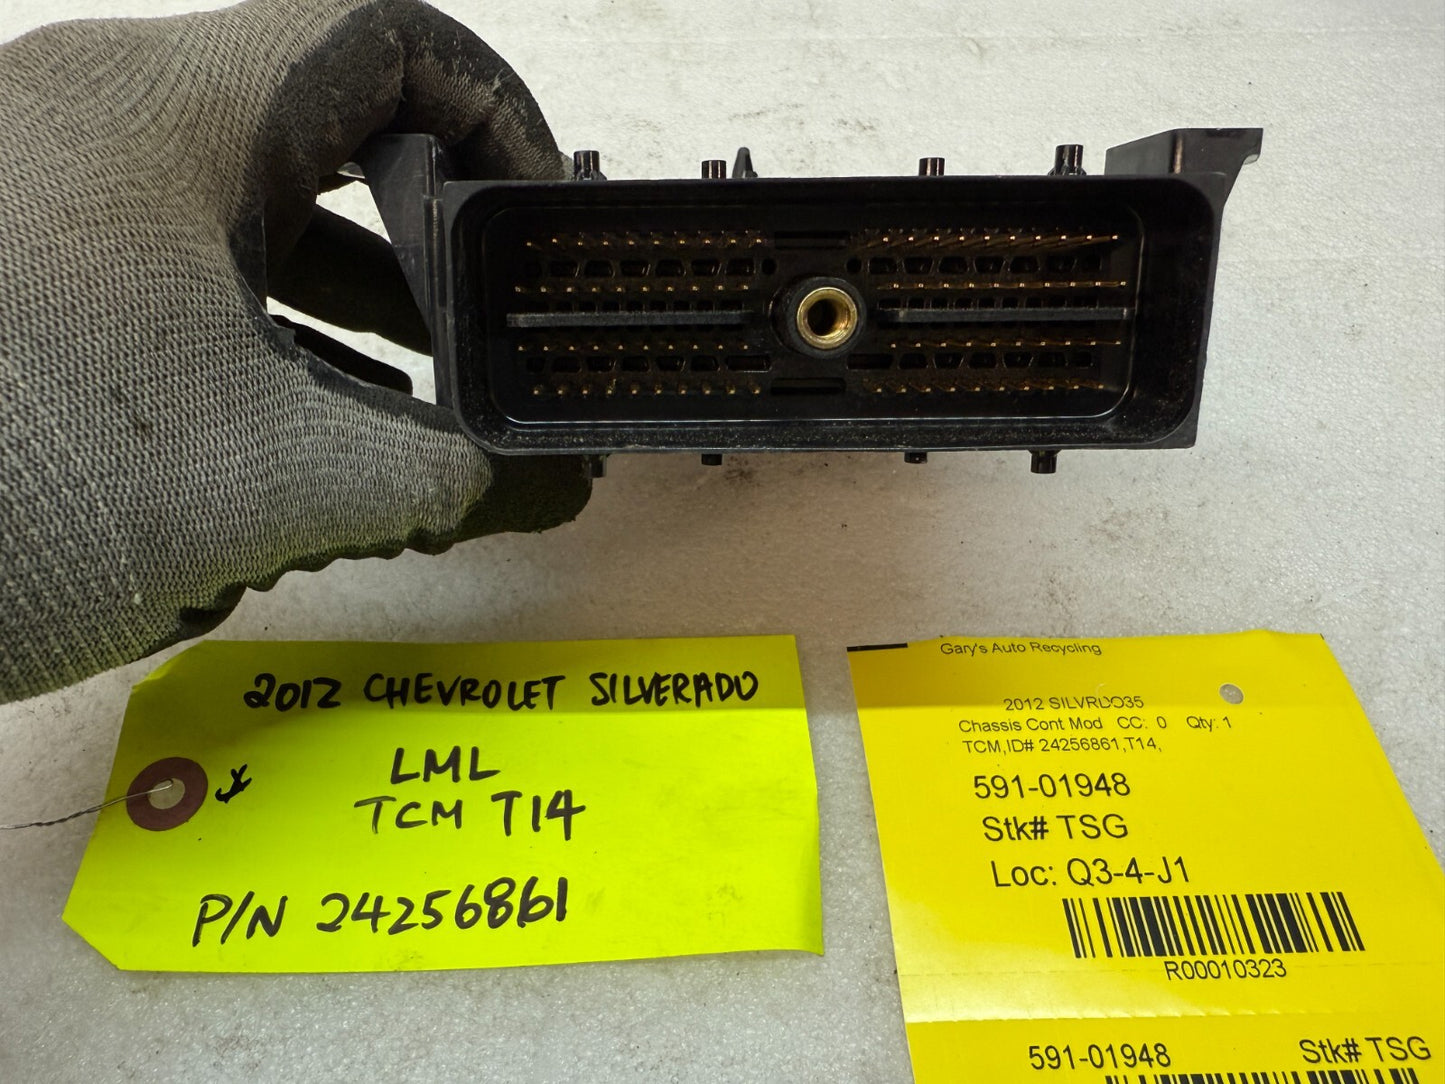 2012 CHEVROLET SILVERADO
LML
TCM T14
P/N 24256861
Gary's Auto Recycling
2012 SILVRDO35
Chassis Cont Mod CC: 0 Qty: 1
TCM,ID# 24256861,T14,
591-01948
Stk# TSG
Loc: Q3-4-J1
R00010323
591-01948 Stk# TSG